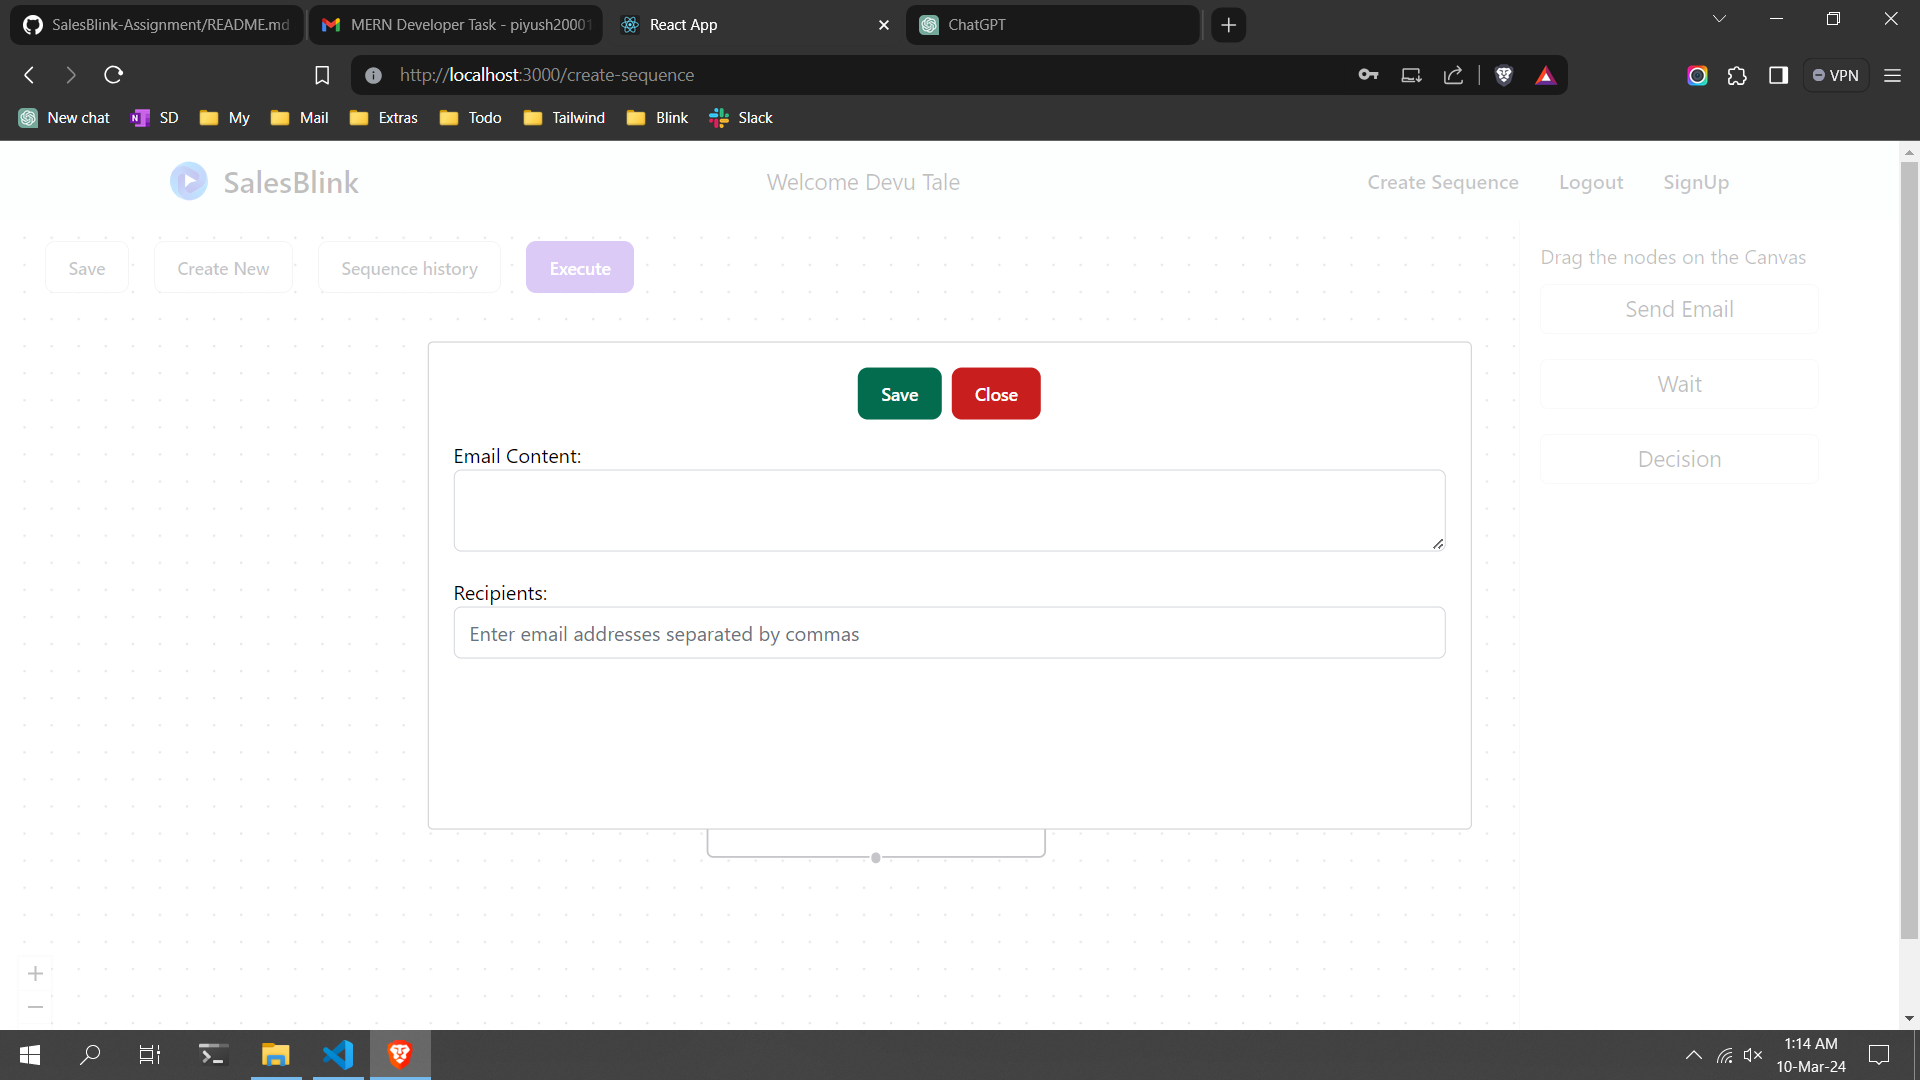 SalesBlink-Assignment/README.md
MERN Developer Task - piyush20001
React App
ChatGPT
http://localhost:3000/create-sequence
VPN
New chat
SD
My
Mail
Extras
Todo
Tailwind
Blink
Slack
SalesBlink
Welcome Devu Tale
Create Sequence
Logout
SignUp
Save
Create New
Sequence history
Execute
Drag the nodes on the Canvas
Send Email
Wait
Decision
Save
Close
Email Content:
Recipients:
Enter email addresses separated by commas
1:14 AM
10-Mar-24